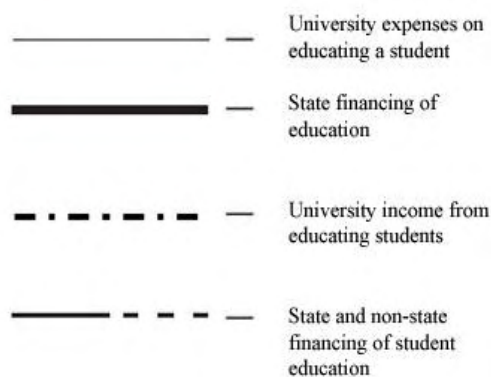 University expenses on
educating a student
State financing of
education
University income from
educating students
State and non-state
financing of student
education